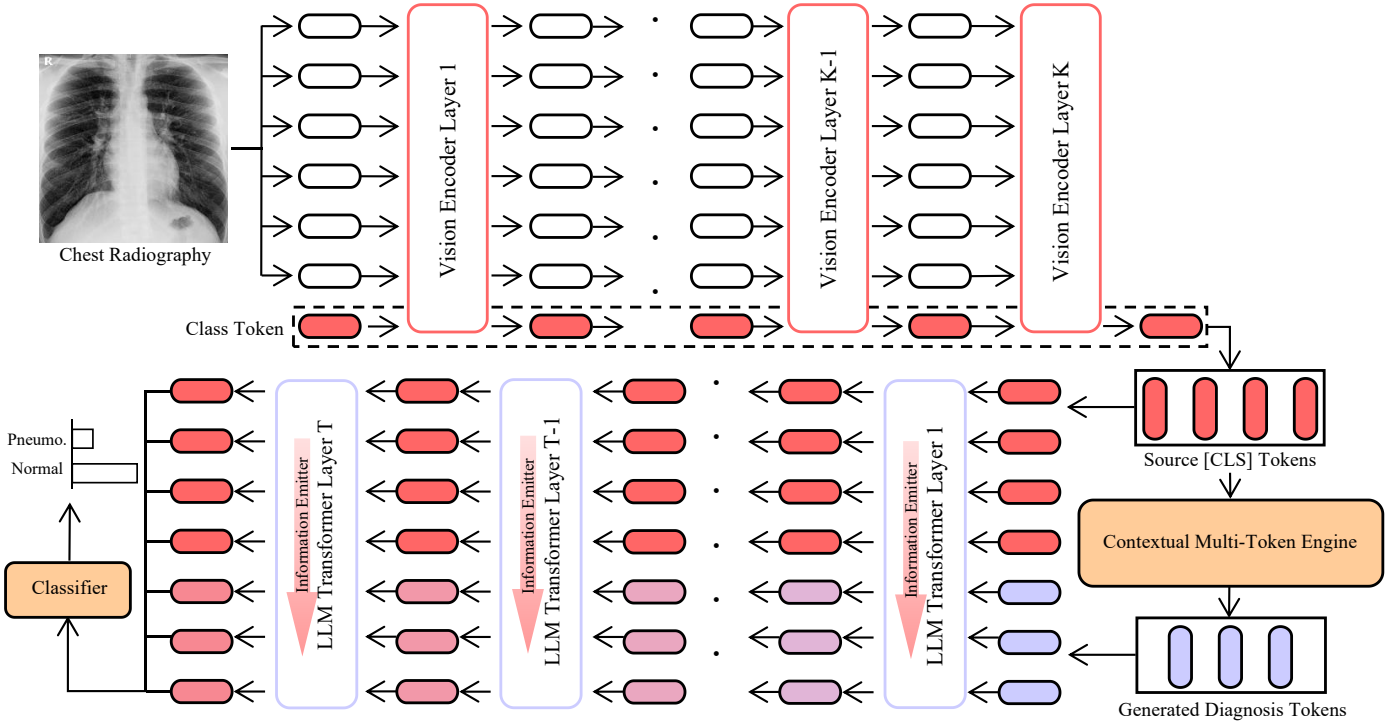 R
Chest Radiography
Vision Encoder Layer 1
Vision Encoder Layer K-1
Vision Encoder Layer K
Class Token
Source [CLS] Tokens
Contextual Multi-Token Engine
Generated Diagnosis Tokens
Information Emitter
LLM Transformer Layer 1
Information Emitter
LLM Transformer Layer T-1
Information Emitter
LLM Transformer Layer T
Pneumo.
Normal
Classifier